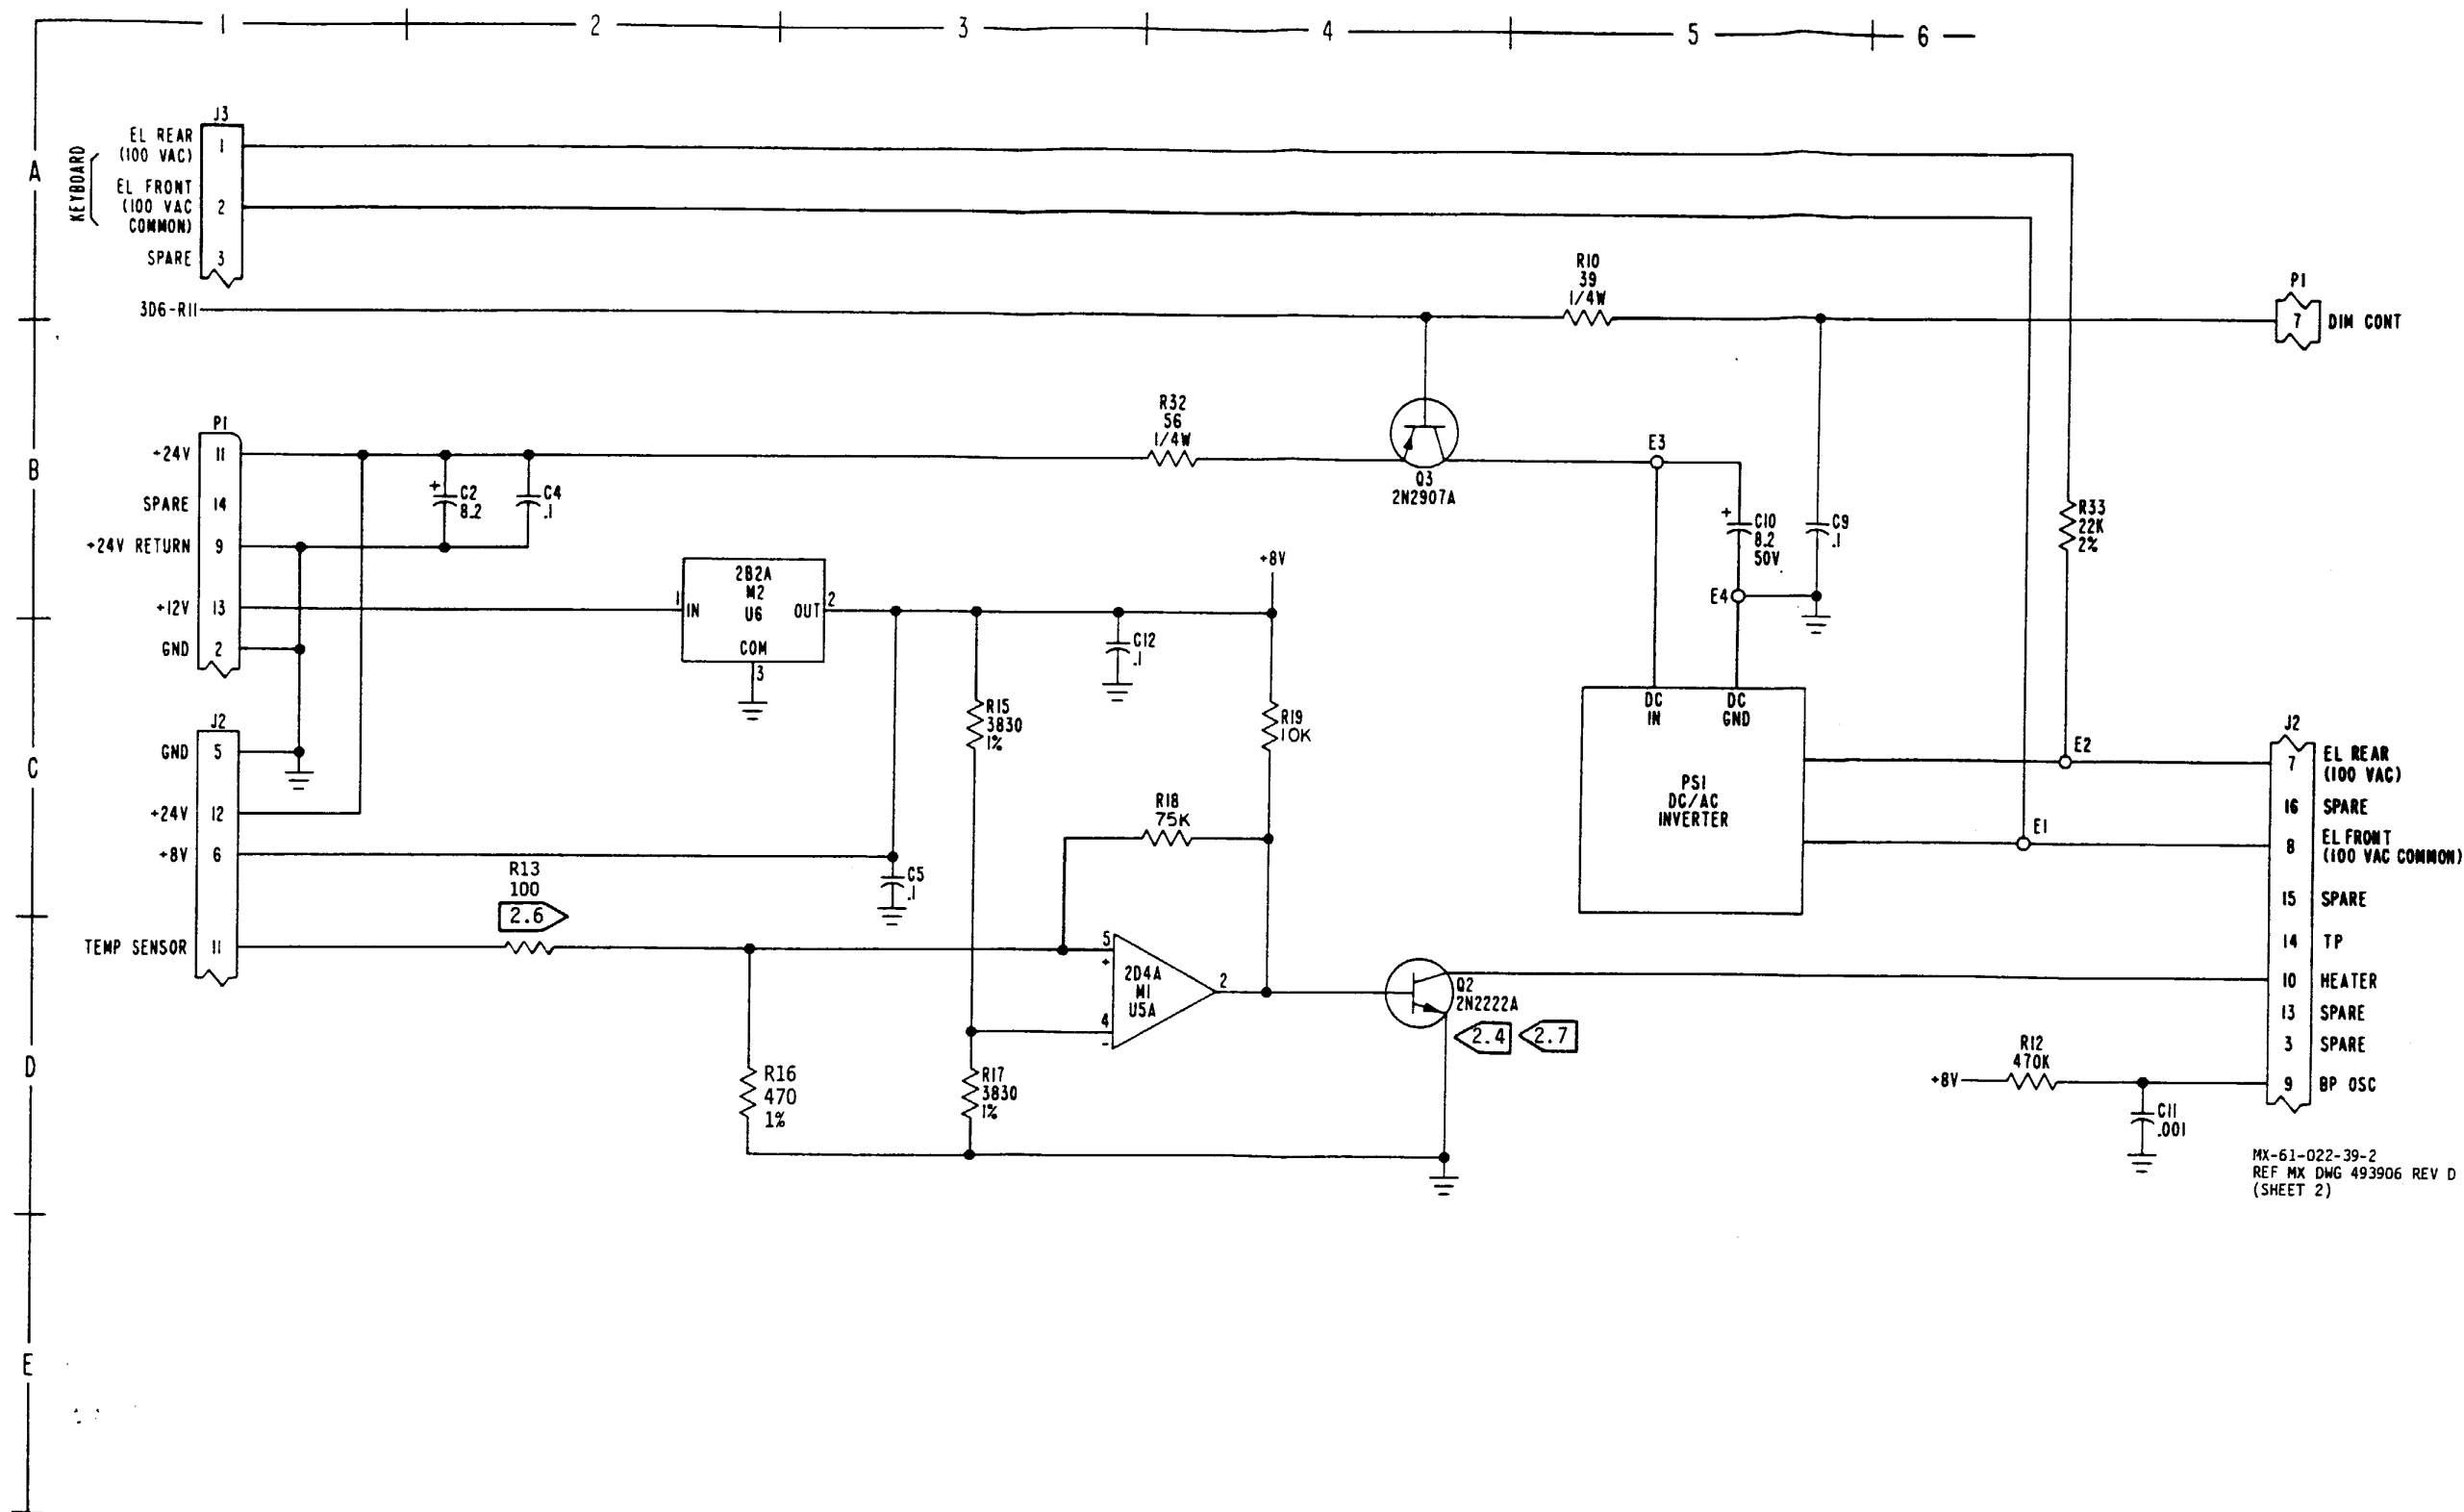 1 2 3 4 5 6
A
B
C
D
E
KEYBOARD
J3
EL REAR
(100 VAC)
1
EL FRONT
(100 VAC
COMMON)
2
SPARE
3
3D6-R11
R10
39
1/4W
P1
7
DIM CONT
P1
+24V
11
SPARE
14
+24V RETURN
9
+12V
13
GND
2
+
C2
8.2
C4
.1
R32
56
1/4W
Q3
2N2907A
E3
+
C10
8.2
50V
C9
.1
E4
R33
22K
2%
1
IN
2B2A
M2
U6
OUT
2
COM
3
+8V
C12
.1
R15
3830
1%
R19
10K
J2
GND
5
+24V
12
+8V
6
TEMP SENSOR
11
R13
100
2.6
C5
.1
R18
75K
DC
IN
DC
GND
PS1
DC/AC
INVERTER
E2
E1
5
+
4
-
2D4A
M1
U5A
2
Q2
2N2222A
2.4
2.7
R16
470
1%
R17
3830
1%
+8V
R12
470K
C11
.001
J2
7
EL REAR
(100 VAC)
16
SPARE
8
EL FRONT
(100 VAC COMMON)
15
SPARE
14
TP
10
HEATER
13
SPARE
3
SPARE
9
BP OSC
MX-61-022-39-2
REF MX DWG 493906 REV D
(SHEET 2)